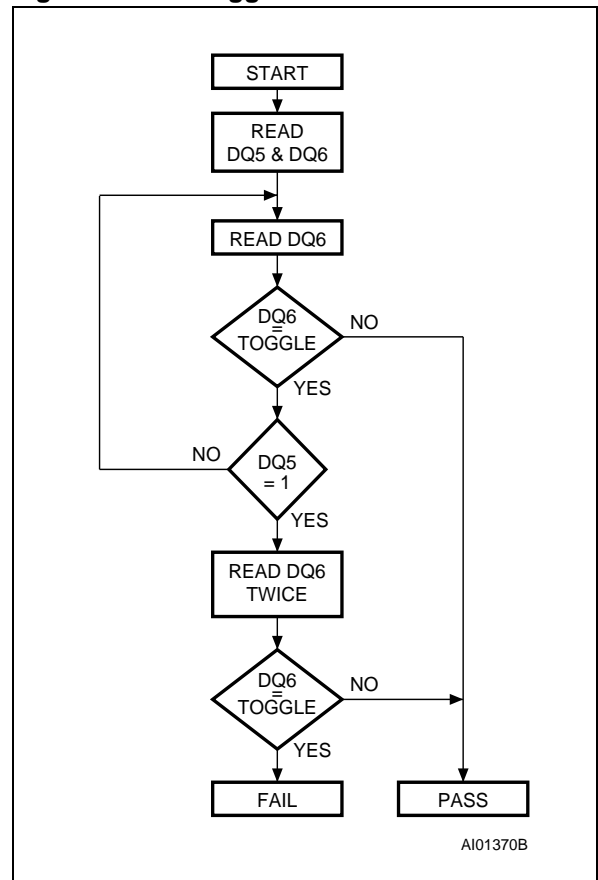 START
READ
DQ5 & DQ6
READ DQ6
DQ6
=
TOGGLE
NO
YES
NO
DQ5
= 1
YES
READ DQ6
TWICE
DQ6
=
TOGGLE
NO
YES
FAIL
PASS
AI01370B